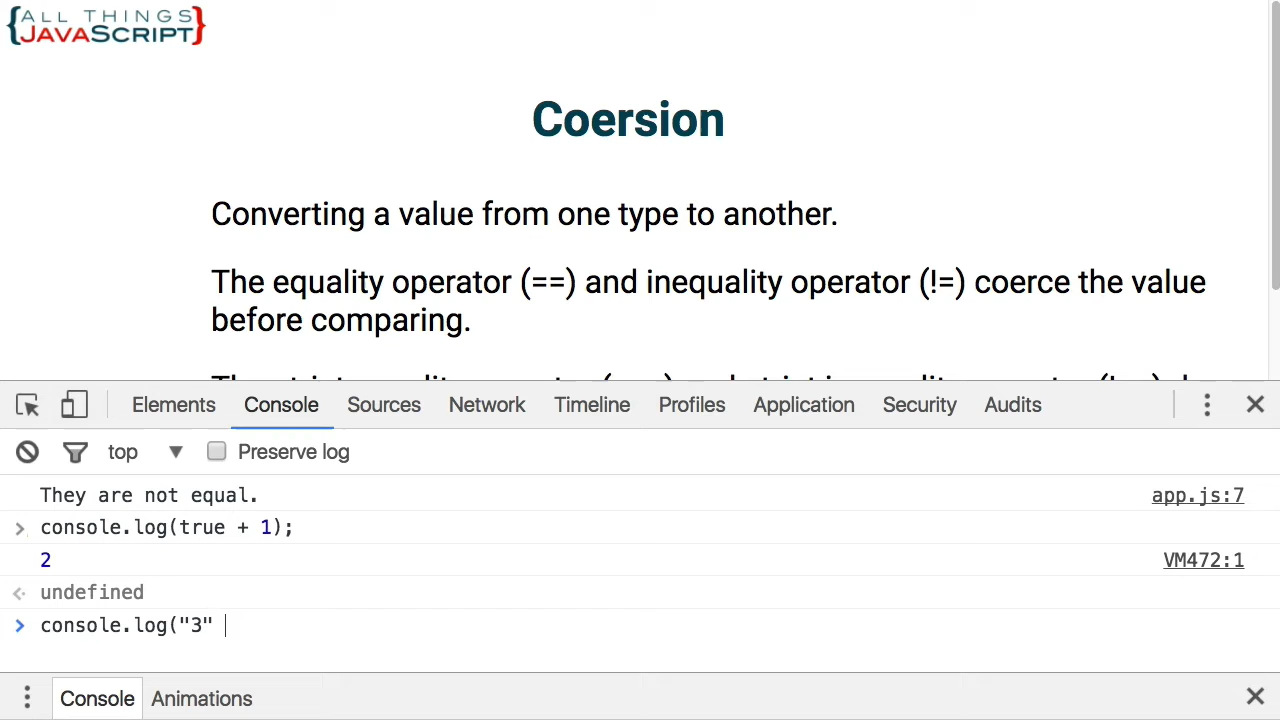 {ALL THINGS
JAVASCRIPT}
Coersion
Converting a value from one type to another.
The equality operator (==) and inequality operator (!=) coerce the value
before comparing.
Elements Console Sources Network Timeline Profiles Application Security Audits
top ▼ Preserve log
They are not equal. app.js:7
> console.log(true + 1);
2 VM472:1
undefined
> console.log("3"
Console Animations